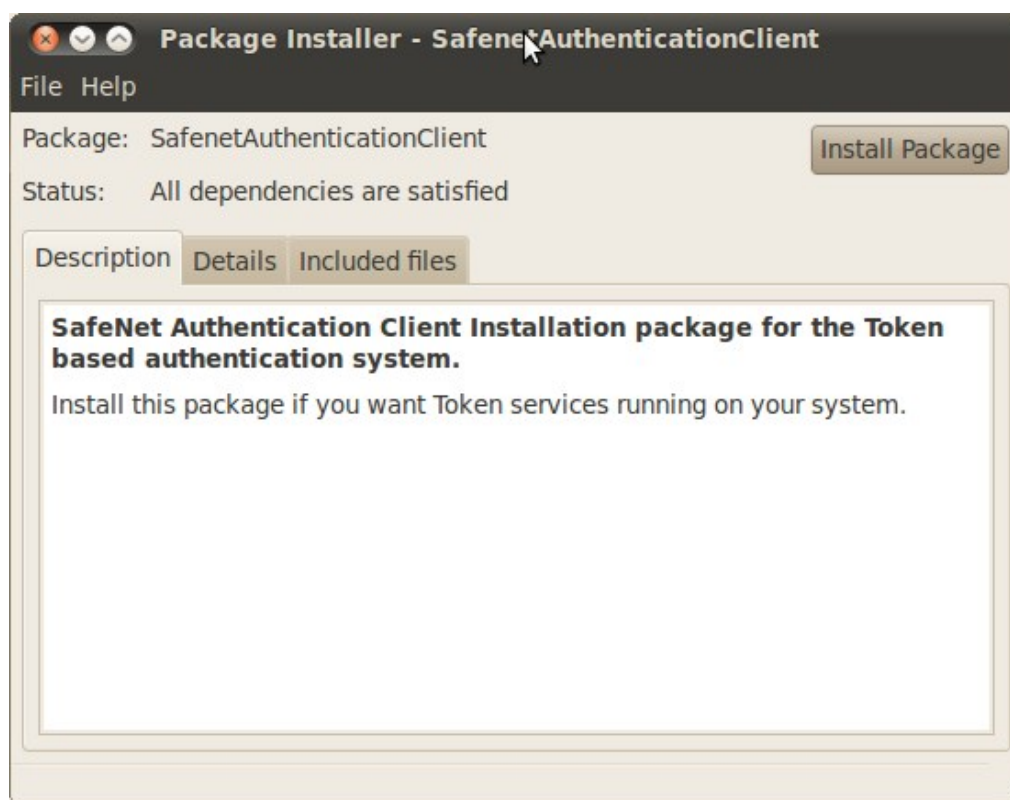 Package Installer - SafenetAuthenticationClient
File Help
Package: SafenetAuthenticationClient
Install Package
Status: All dependencies are satisfied
Description Details Included files
SafeNet Authentication Client Installation package for the Token
based authentication system.
Install this package if you want Token services running on your system.